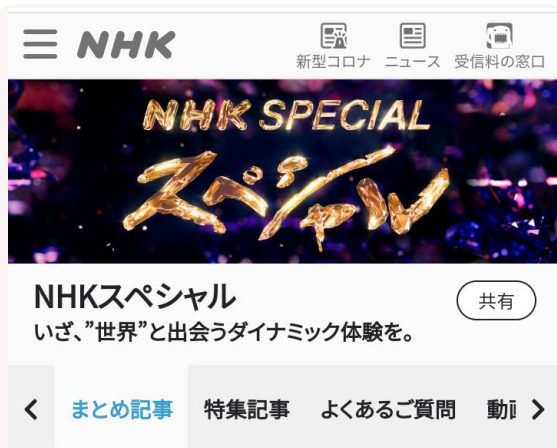 NHK
新型コロナ ニュース 受信料の窓口
NHK SPECIAL
スペシャル
NHKスペシャル
共有
いざ、”世界”と出会うダイナミック体験を。
まとめ記事 特集記事 よくあるご質問 動画